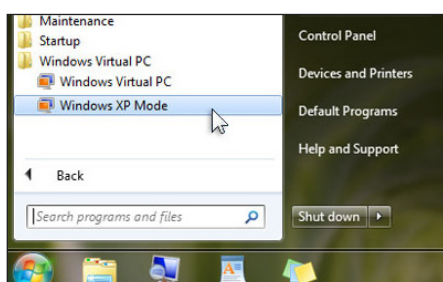 Maintenance
Startup
Windows Virtual PC
Windows Virtual PC
Windows XP Mode
Back
Search programs and files
Control Panel
Devices and Printers
Default Programs
Help and Support
Shut down